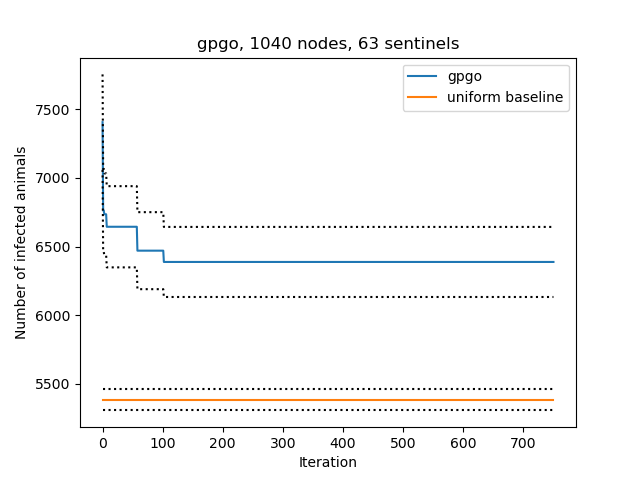 gpgo, 1040 nodes, 63 sentinels
gpgo
uniform baseline
Number of infected animals
7500
7000
6500
6000
5500
0 100 200 300 400 500 600 700
Iteration